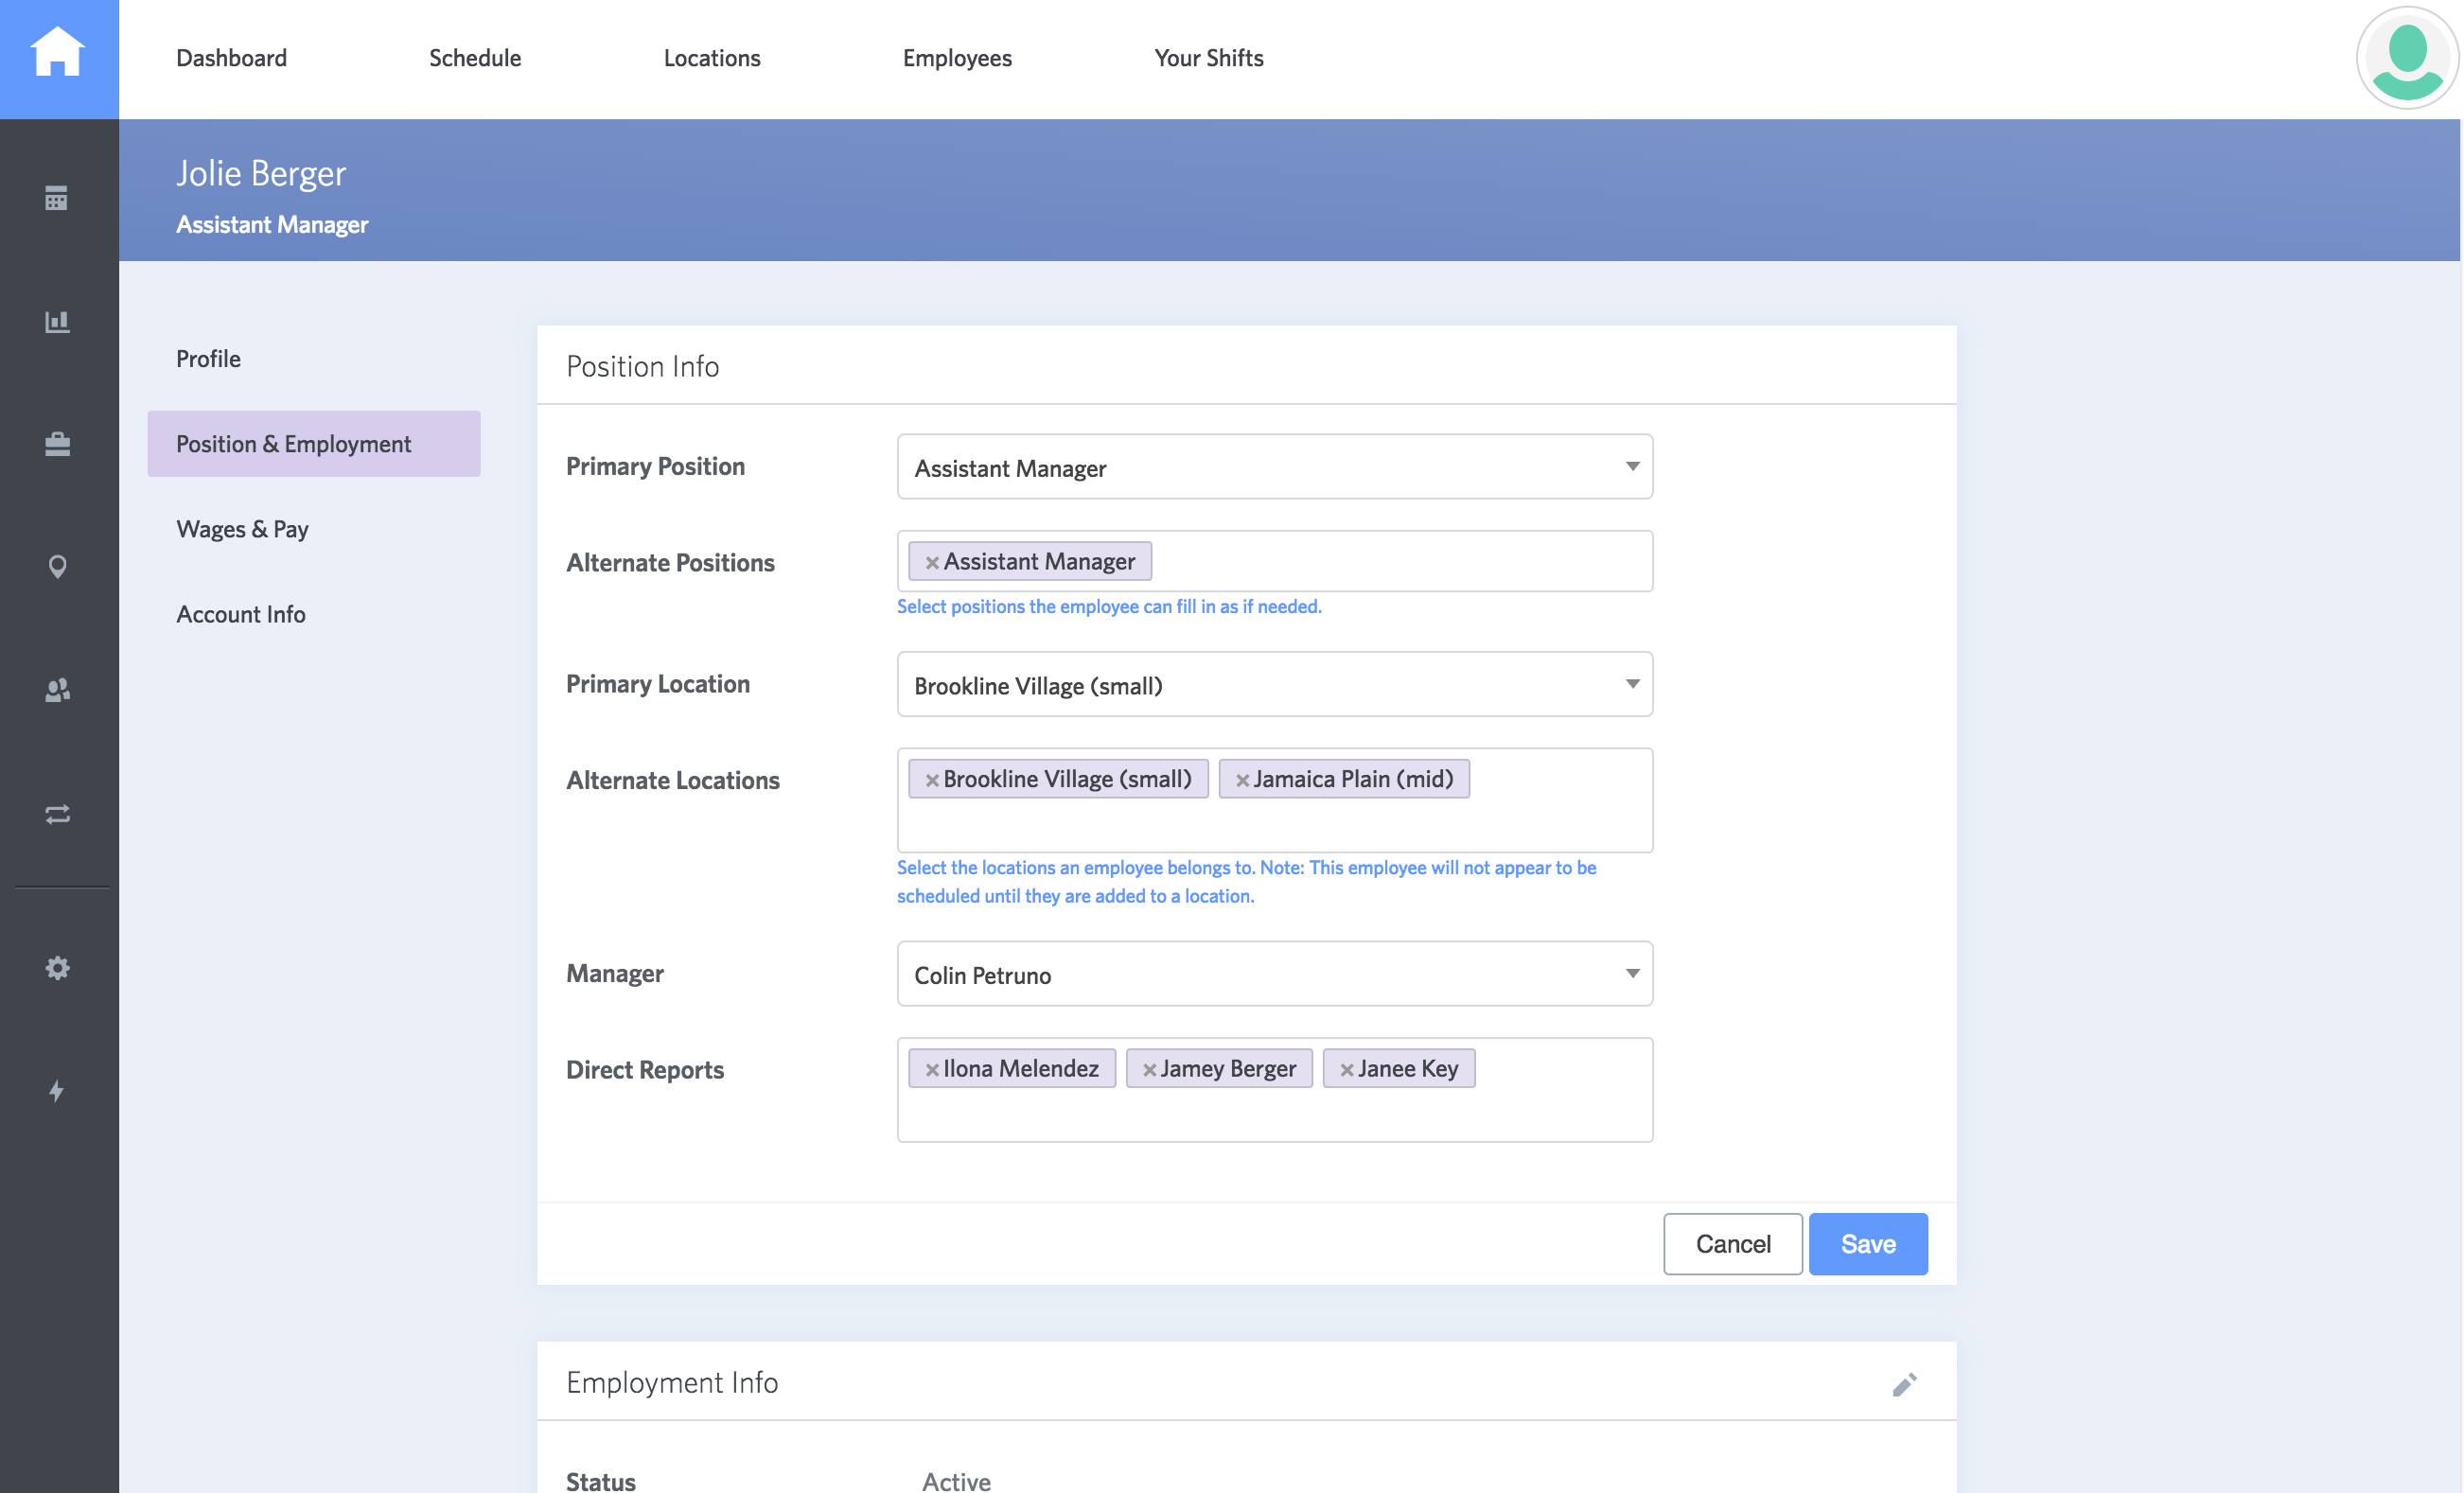 Dashboard
Schedule
Locations
Employees
Your Shifts
Jolie Berger
Assistant Manager
Profile
Position & Employment
Wages & Pay
Account Info
Position Info
Primary Position
Assistant Manager
Alternate Positions
×Assistant Manager
Select positions the employee can fill in as if needed.
Primary Location
Brookline Village (small)
Alternate Locations
×Brookline Village (small) ×Jamaica Plain (mid)
Select the locations an employee belongs to. Note: This employee will not appear to be
scheduled until they are added to a location.
Manager
Colin Petruno
Direct Reports
×Ilona Melendez ×Jamey Berger ×Janee Key
Cancel
Save
Employment Info
Status
Active